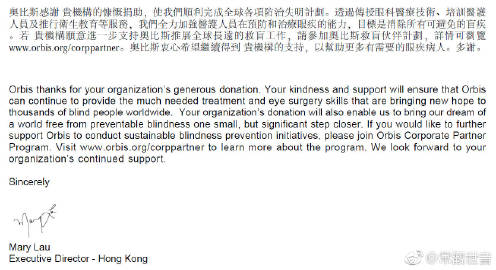 奧比斯感謝 貴機構的慷慨捐助，使我們順利完成全球各項防治失明計劃。透過傳授眼科醫療技術、培訓醫護
人員及推行衛生教育等服務，我們全力加強醫護人員在預防和治療眼疾的能力，目標是消除所有可避免的盲疾
。若 貴機構願意進一步支持奧比斯推展全球長遠的救盲工作，請參加奧比斯救盲伙伴計劃，詳情可瀏覽
www.orbis.org/corppartner。奧比斯衷心希望繼續得到 貴機構的支持，以幫助更多有需要的眼疾病人。多謝。
Orbis thanks for your organization's generous donation. Your kindness and support will ensure that Orbis
can continue to provide the much needed treatment and eye surgery skills that are bringing new hope to
thousands of blind people worldwide. Your organization's donation will also enable us to bring our dream of
a world free from preventable blindness one small, but significant step closer. If you would like to further
support Orbis to conduct sustainable blindness prevention initiatives, please join Orbis Corporate Partner
Program. Visit www.orbis.org/corppartner to learn more about the program. We look forward to your
organization's continued support.
Sincerely
Mary Lau
Executive Director - Hong Kong